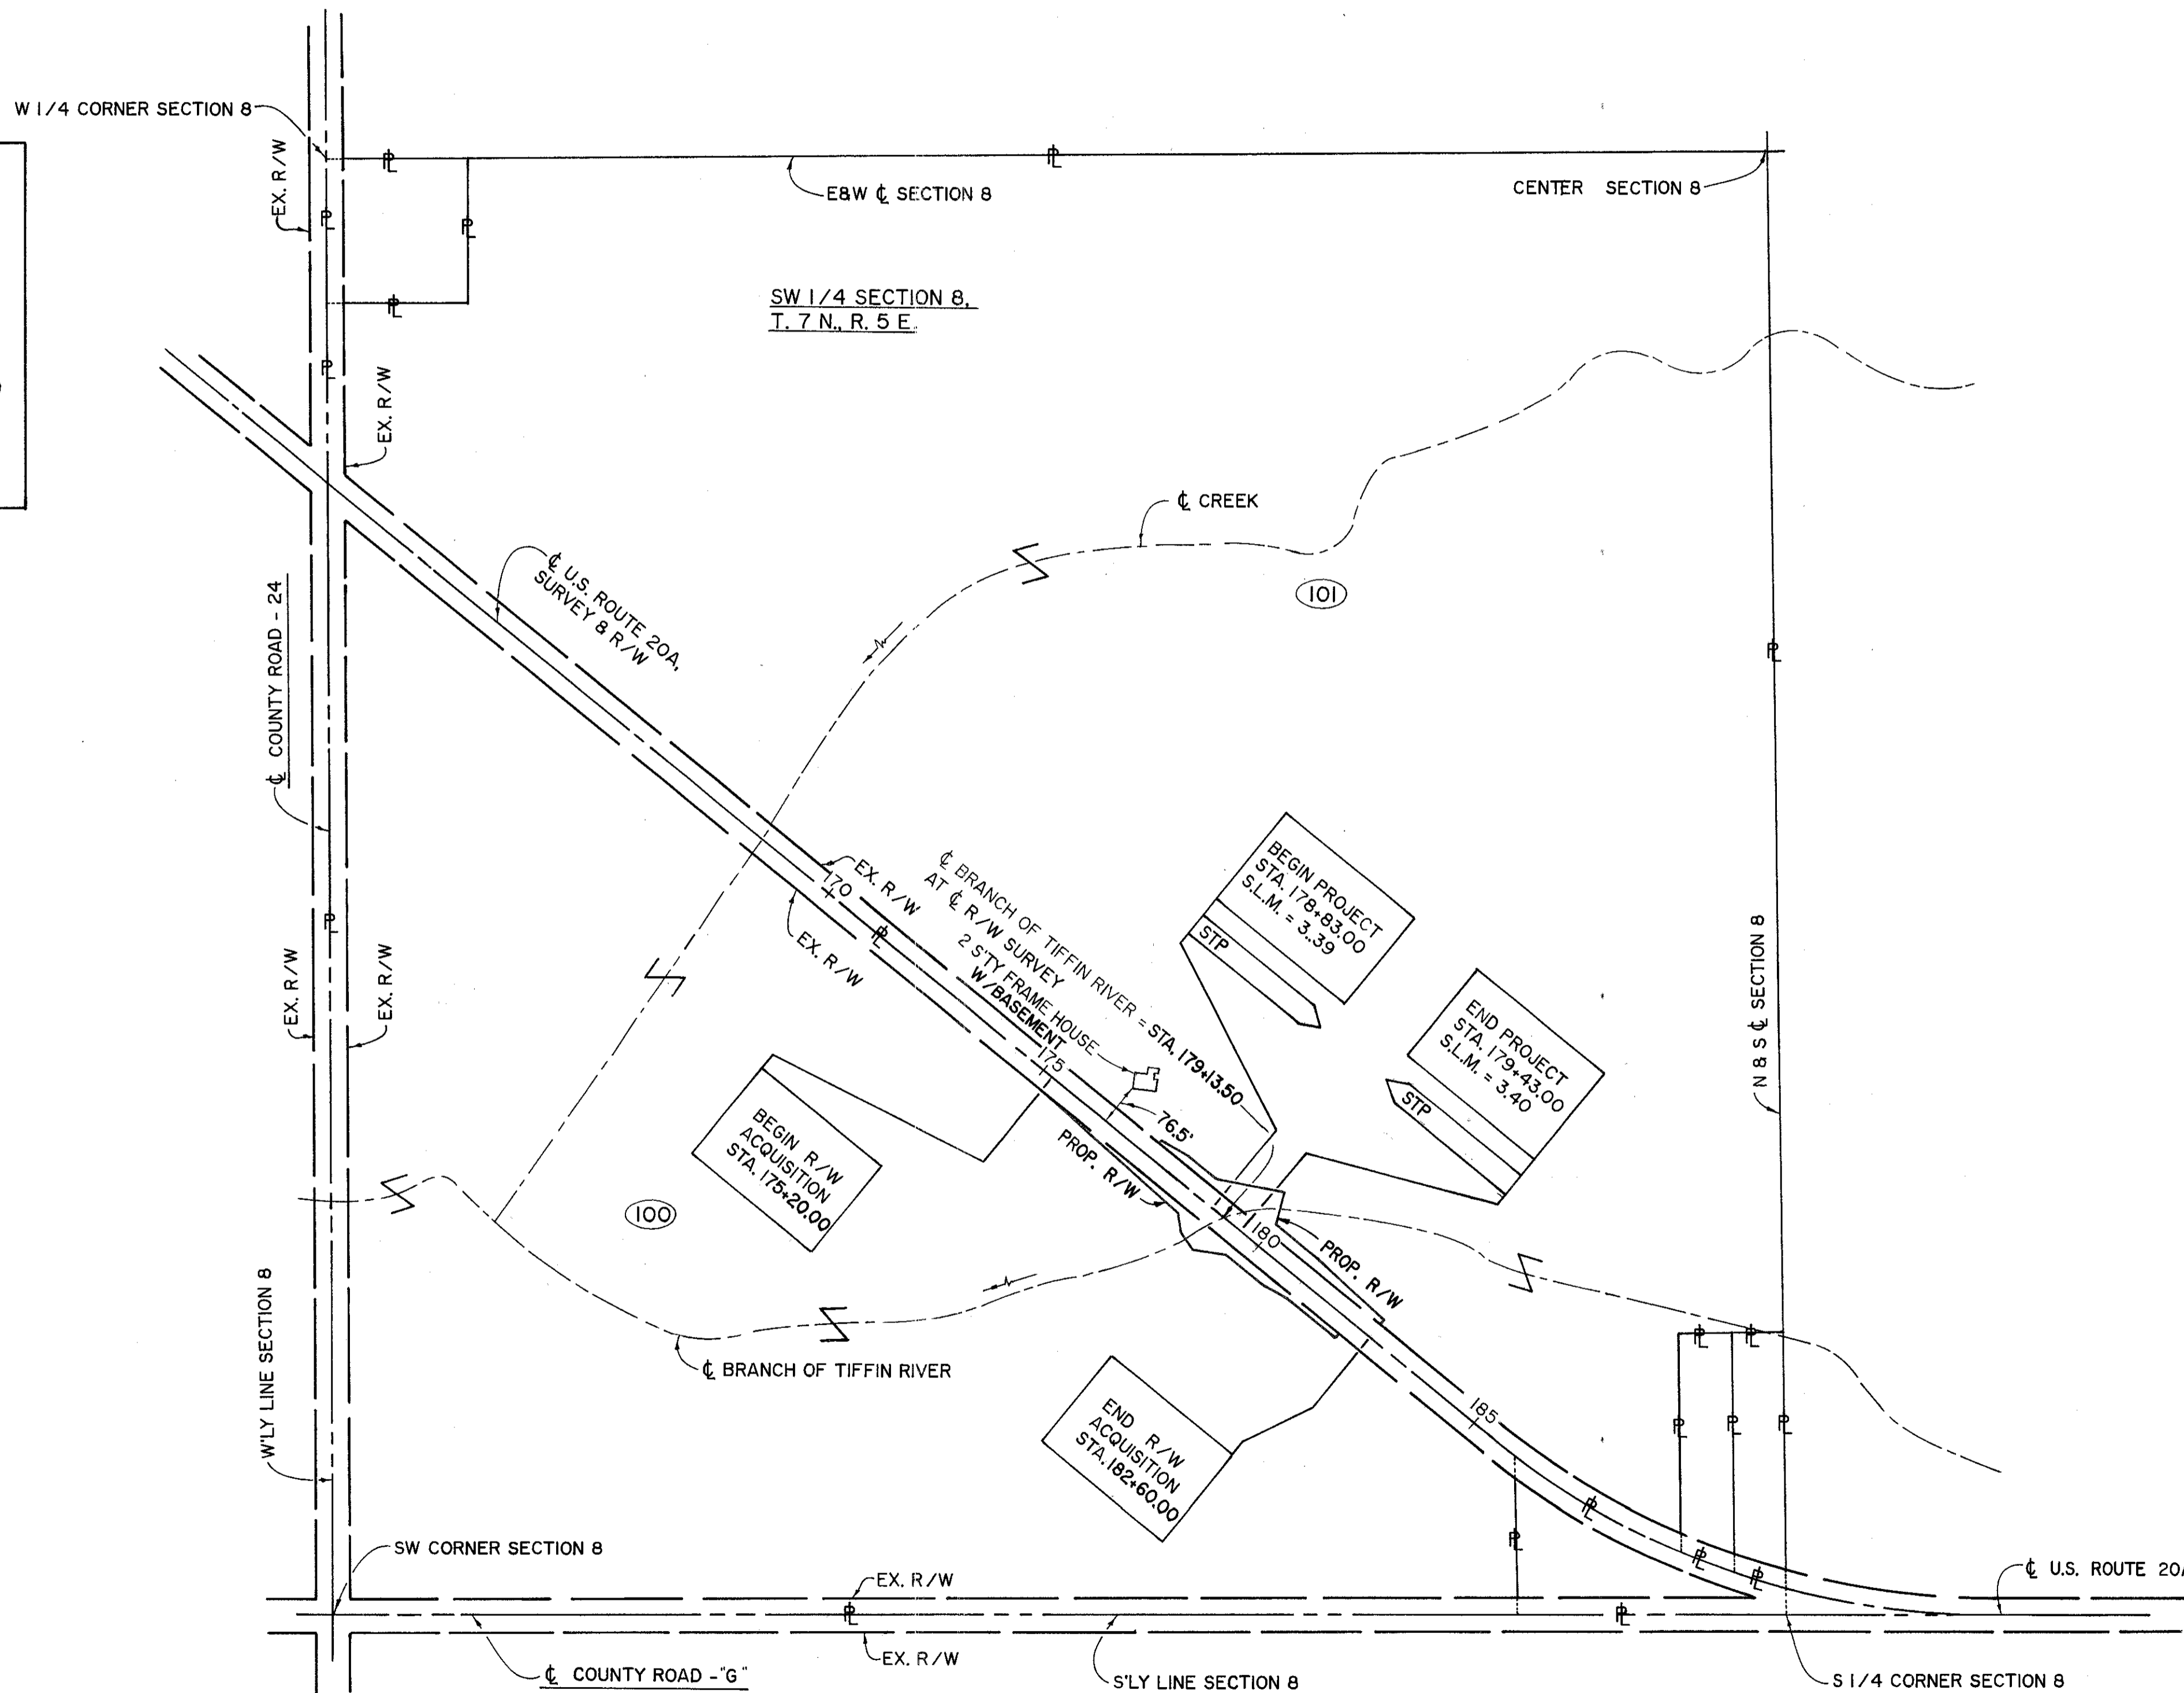 W 1/4 CORNER SECTION 8
EX. R/W
℄
E&W ℄ SECTION 8
CENTER SECTION 8
SW 1/4 SECTION 8,
T. 7 N., R. 5 E.
EX. R/W
℄ CREEK
101
℄ U.S. ROUTE 20A,
SURVEY & R/W
℄ COUNTY ROAD - 24
170
EX. R/W
EX. R/W
℄ BRANCH OF TIFFIN RIVER = STA. 179+13.50
AT ℄ R/W SURVEY
2 S'TY FRAME HOUSE
W/BASEMENT
175
76.5'
BEGIN PROJECT
STA. 178+83.00
S.L.M. = 3.39
STP
END PROJECT
STA. 179+43.00
S.L.M. = 3.40
STP
N & S ℄ SECTION 8
EX. R/W
EX. R/W
BEGIN R/W
ACQUISITION
STA. 175+20.00
PROP. R/W
100
180
PROP. R/W
W'LY LINE SECTION 8
℄ BRANCH OF TIFFIN RIVER
END R/W
ACQUISITION
STA. 182+60.00
185
SW CORNER SECTION 8
EX. R/W
℄ U.S. ROUTE 20A
EX. R/W
℄ COUNTY ROAD - "G"
S'LY LINE SECTION 8
S 1/4 CORNER SECTION 8